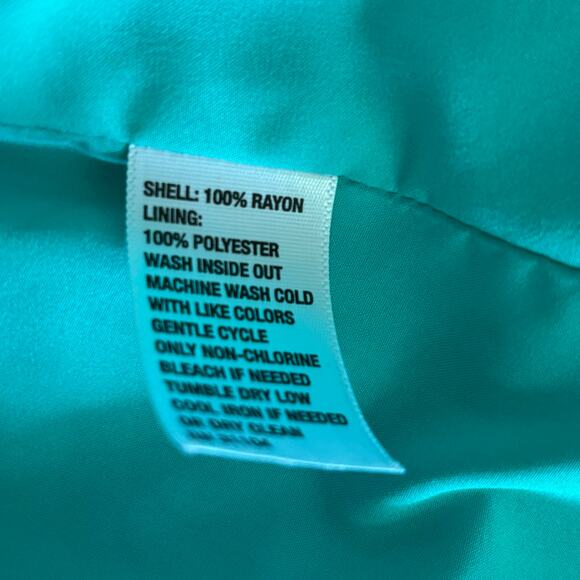 SHELL: 100% RAYON
LINING:
100% POLYESTER
WASH INSIDE OUT
MACHINE WASH COLD
WITH LIKE COLORS
GENTLE CYCLE
ONLY NON-CHLORINE
BLEACH IF NEEDED
TUMBLE DRY LOW
COOL IRON IF NEEDED
OR DRY CLEAN